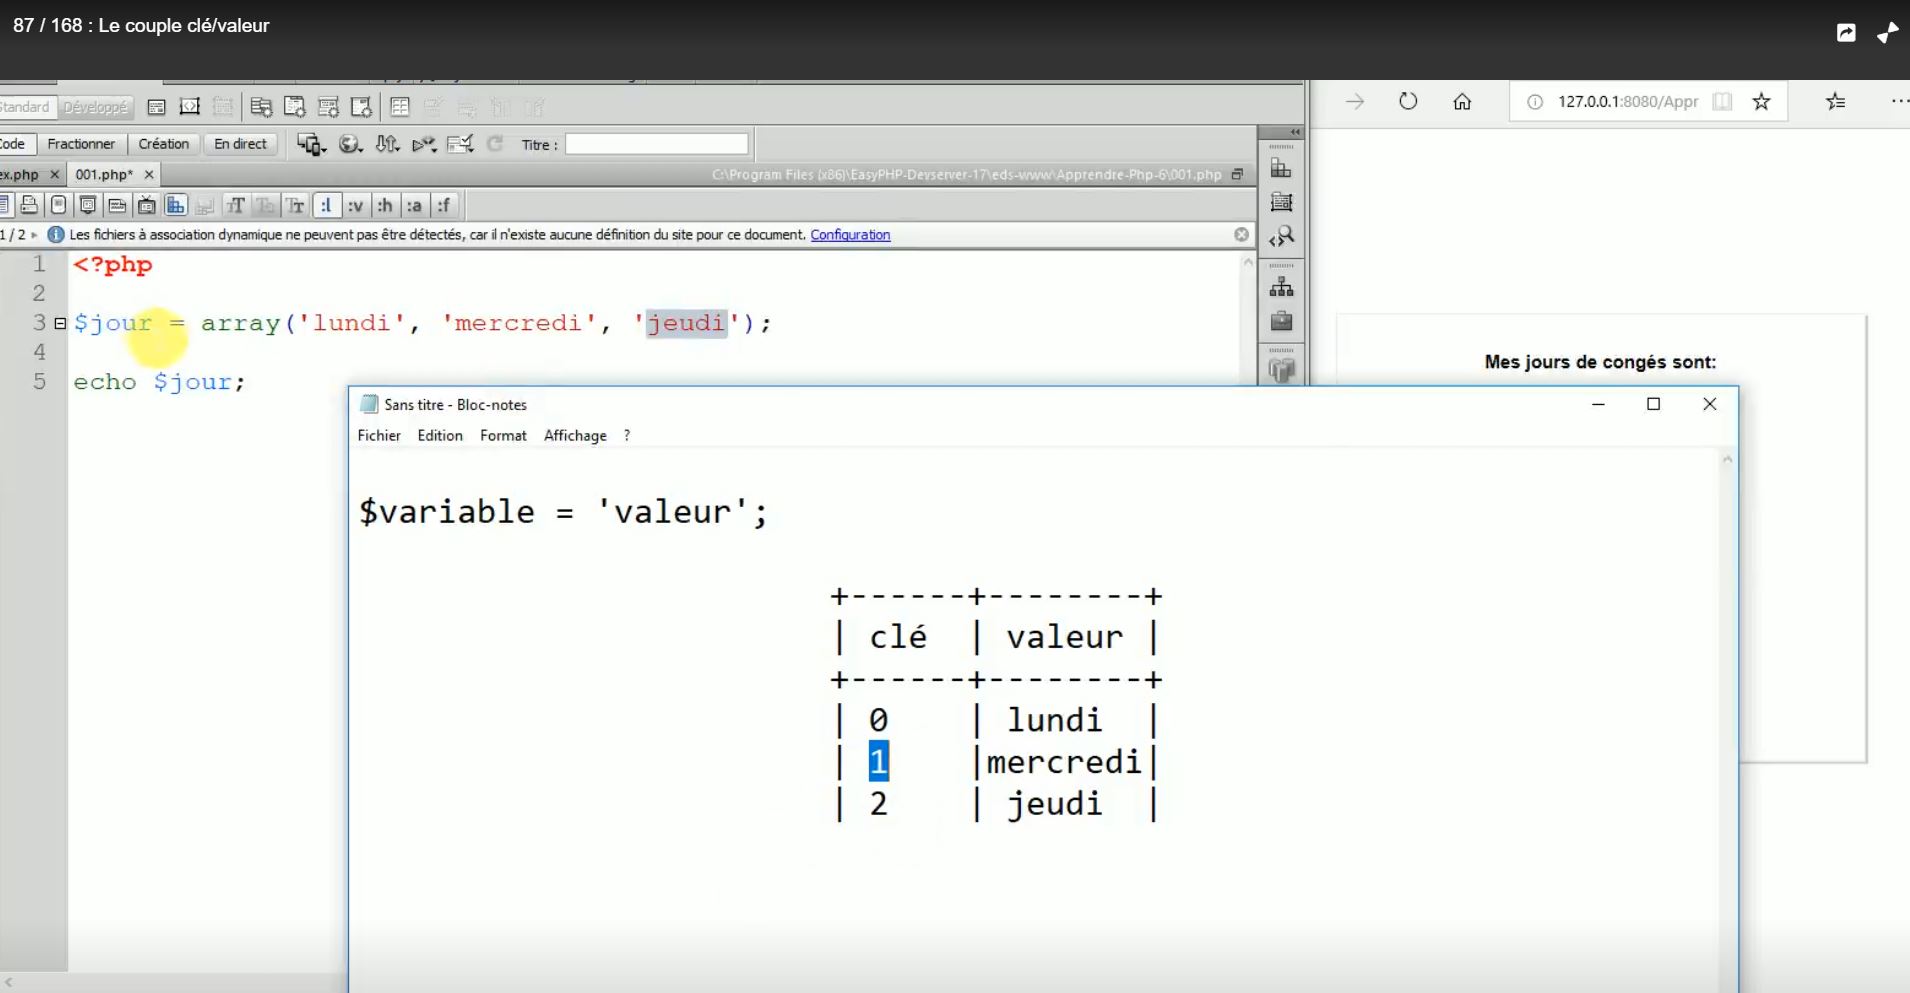 87 / 168 : Le couple clé/valeur
Standard Développé
127.0.0.1:8080/Appr
Code Fractionner Création En direct Titre :
ex.php 001.php* C:\Program Files (x86)\EasyPHP-Devserver-17\eds-www\Apprendre-Php-6\001.php
:l :v :h :a :f
1 / 2 Les fichiers à association dynamique ne peuvent pas être détectés, car il n'existe aucune définition du site pour ce document. Configuration
1 <?php
2
3 $jour = array('lundi', 'mercredi', 'jeudi');
4
5 echo $jour;
Mes jours de congés sont:
Sans titre - Bloc-notes
Fichier Edition Format Affichage ?
$variable = 'valeur';
+------+--------+
| clé | valeur |
+------+--------+
| 0 | lundi |
| 1 |mercredi|
| 2 | jeudi |